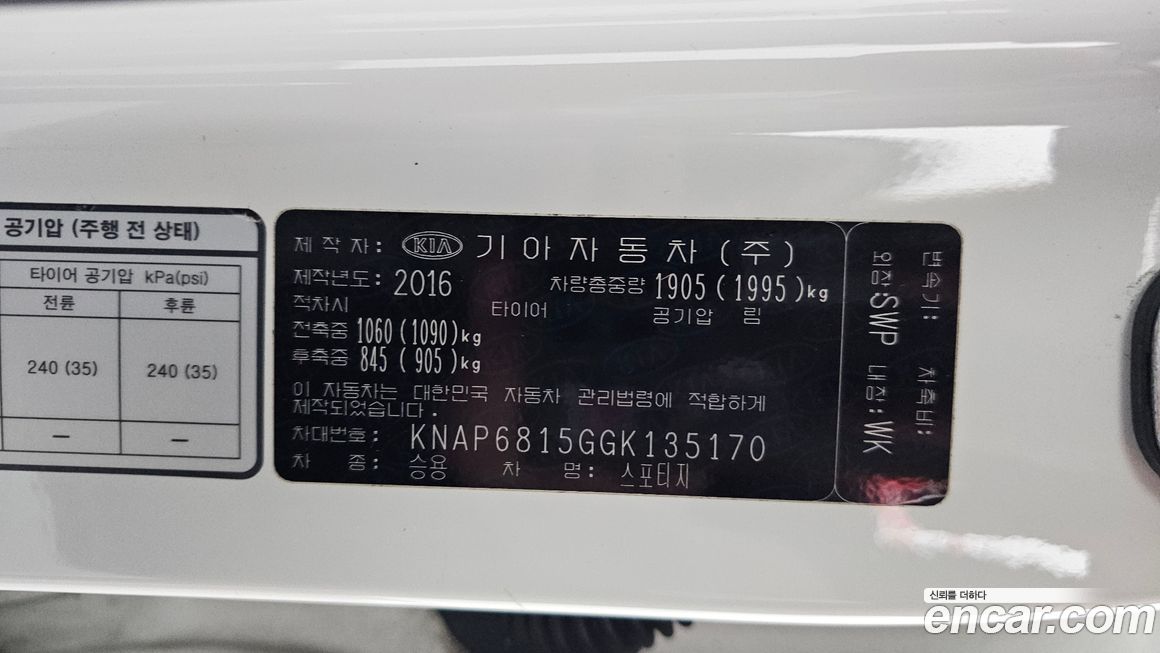 공기압 (주행 전 상태)
타이어 공기압 kPa(psi)
전륜 후륜
240 (35) 240 (35)
— —
제 작 자: KIA 기아자동차 (주)
제작년도: 2016 차량총중량 1905 (1995)kg
적차시 타이어 공기압 림
전축중 1060 (1090)kg
후축중 845 ( 905)kg
이 자동차는 대한민국 자동차 관리법령에 적합하게
제작되었습니다.
차대번호: KNAP6815GGK135170
차 종: 승용 차 명: 스포티지
변속기: 차축비:
외장 SWP 내장:WK
신뢰를 더하다
encar.com